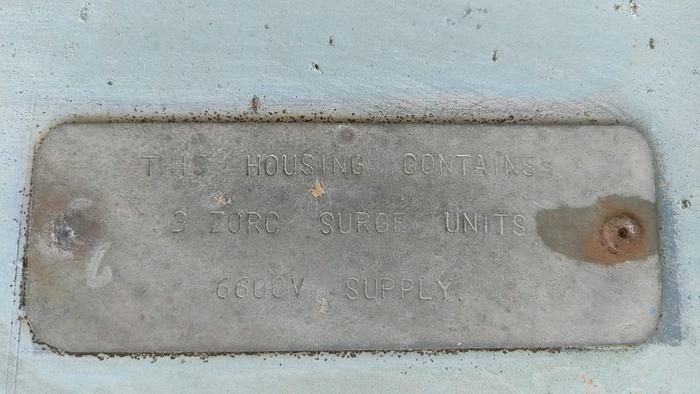 THIS HOUSING CONTAINS
3 ZORC SURGE UNITS
6600V SUPPLY.